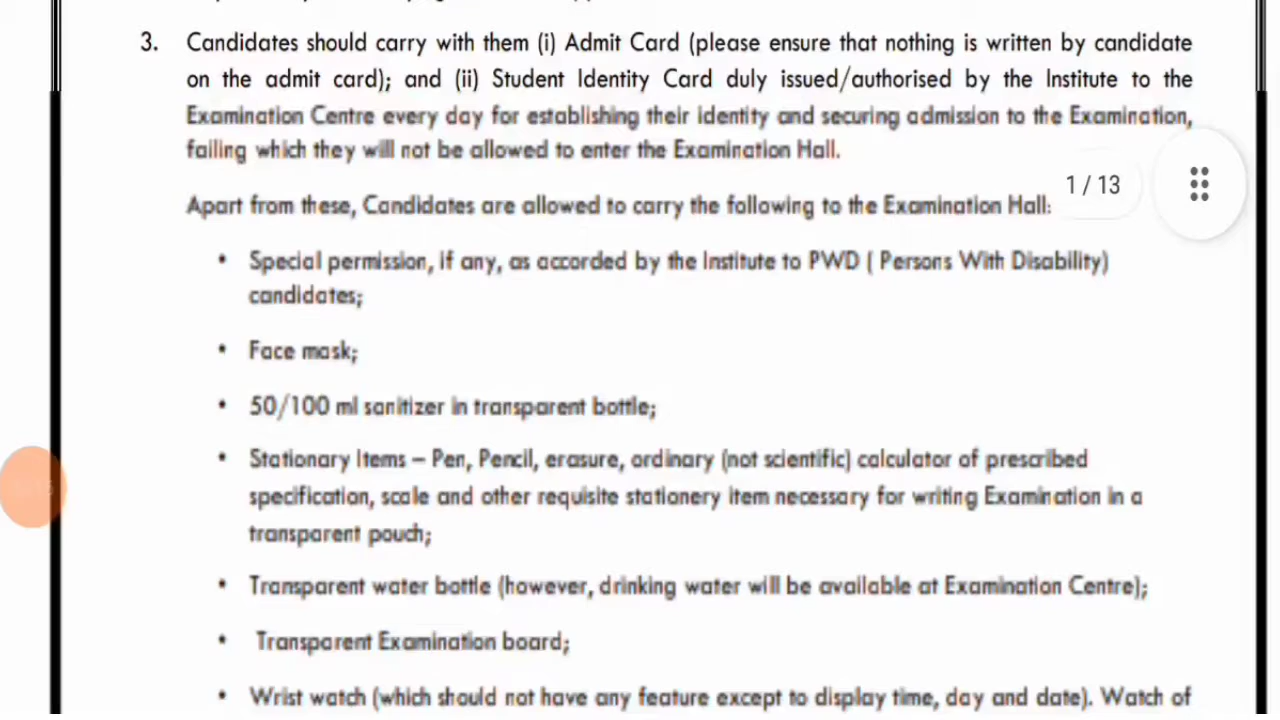 3. Candidates should carry with them (i) Admit Card (please ensure that nothing is written by candidate
on the admit card); and (ii) Student Identity Card duly issued/authorised by the Institute to the
Examination Centre every day for establishing their identity and securing admission to the Examination,
failing which they will not be allowed to enter the Examination Hall.
1 / 13
Apart from these, Candidates are allowed to carry the following to the Examination Hall:
• Special permission, if any, as accorded by the Institute to PWD ( Persons With Disability)
candidates;
• Face mask;
• 50/100 ml sanitizer in transparent bottle;
• Stationary Items – Pen, Pencil, erasure, ordinary (not scientific) calculator of prescribed
specification, scale and other requisite stationery item necessary for writing Examination in a
transparent pouch;
• Transparent water bottle (however, drinking water will be available at Examination Centre);
• Transparent Examination board;
• Wrist watch (which should not have any feature except to display time, day and date). Watch of